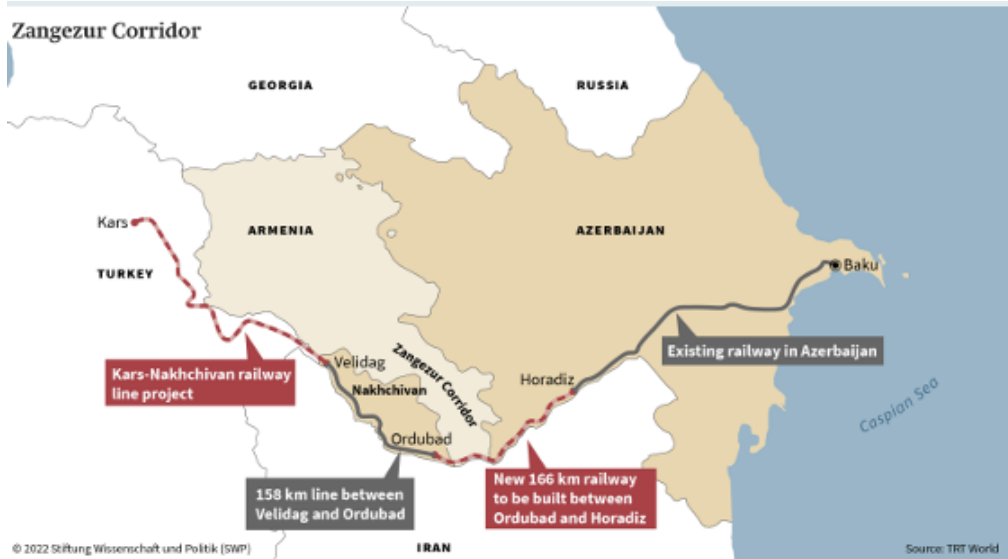 Zangezur Corridor
GEORGIA
RUSSIA
Kars
ARMENIA
AZERBAIJAN
TURKEY
Baku
Existing railway in Azerbaijan
Velidag
Zangezur Corridor
Kars-Nakhchivan railway
line project
Horadiz
Nakhchivan
Caspian Sea
Ordubad
158 km line between
Velidag and Ordubad
New 166 km railway
to be built between
Ordubad and Horadiz
© 2022 Stiftung Wissenschaft und Politik (SWP)
IRAN
Source: TRT World